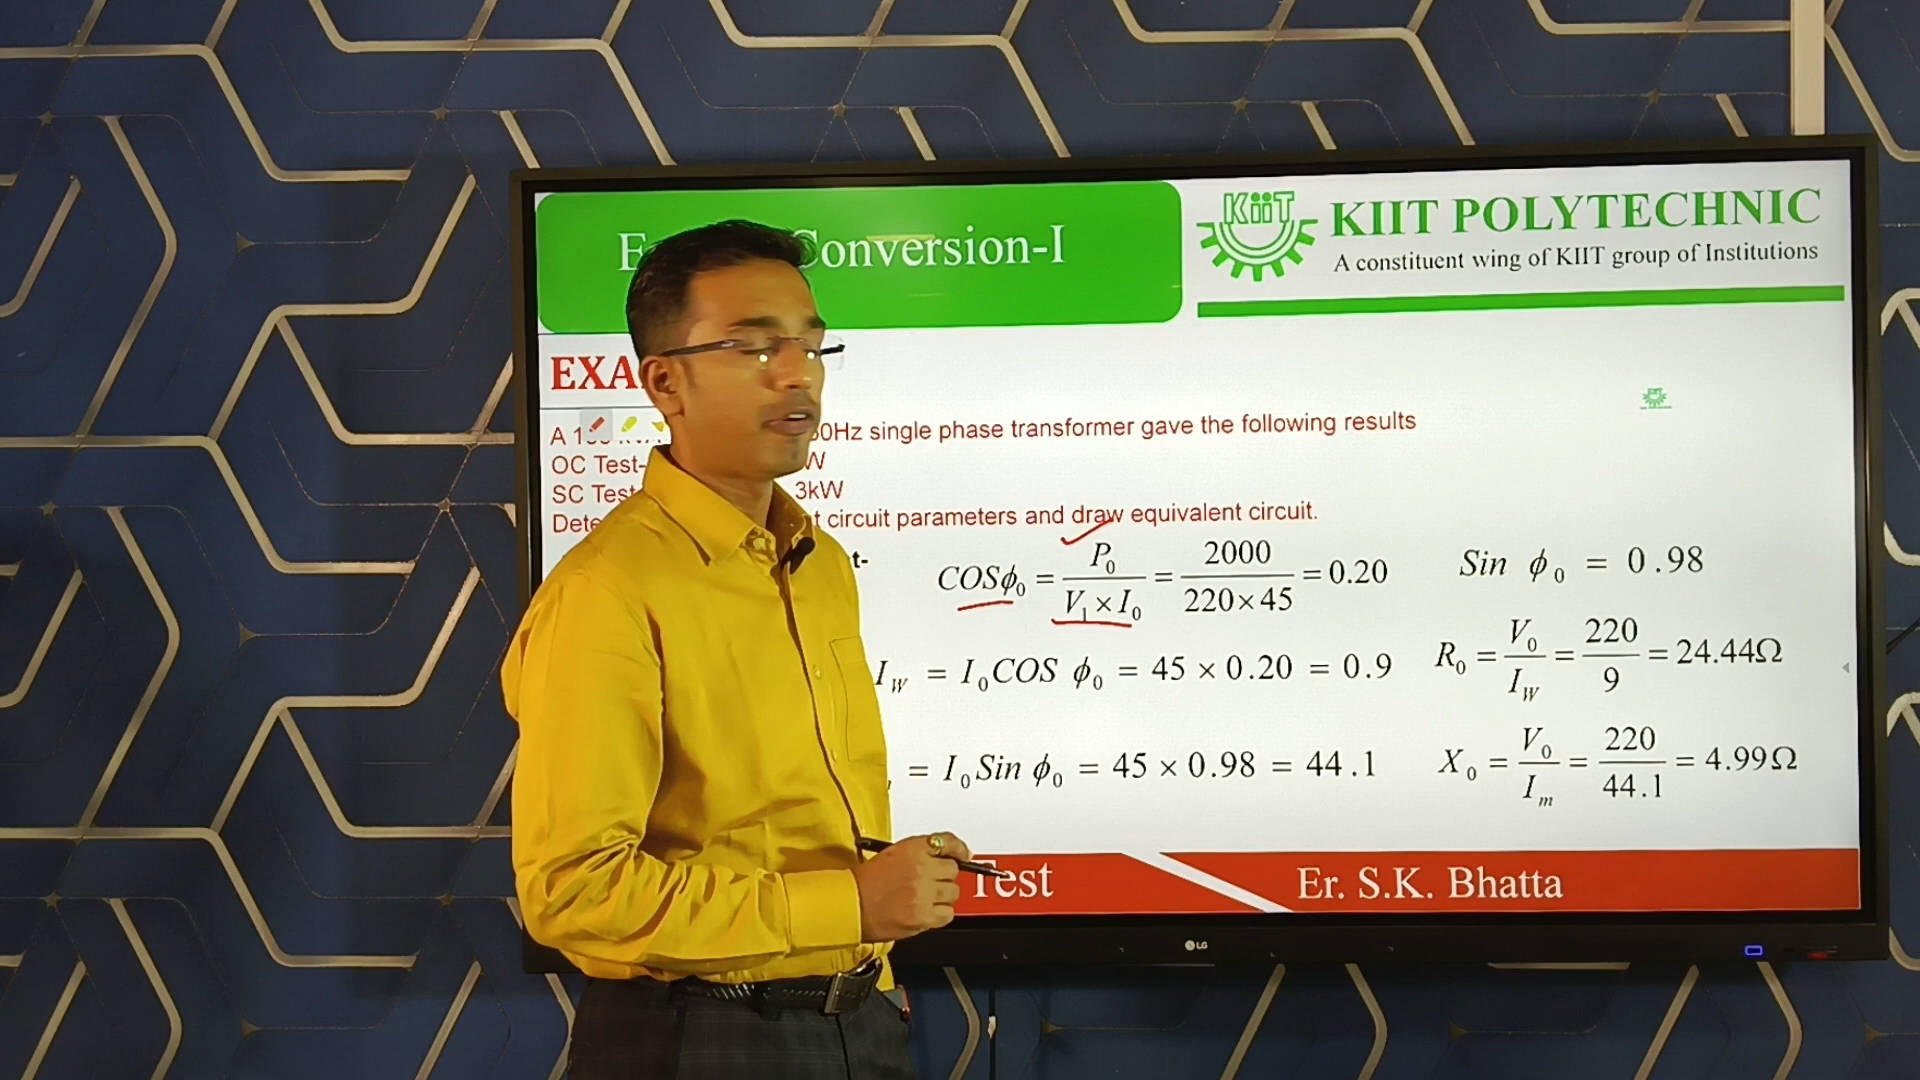 Conversion-I
KiiT
KIIT POLYTECHNIC
A constituent wing of KIIT group of Institutions
EXA
A 1 0Hz single phase transformer gave the following results
OC Test- W
SC Test 3kW
Dete t circuit parameters and draw equivalent circuit.
t-
COSϕ₀ = P₀ / (V₁ × I₀) = 2000 / (220×45) = 0.20
Sin ϕ₀ = 0.98
I_W = I₀COS ϕ₀ = 45 × 0.20 = 0.9
R₀ = V₀ / I_W = 220 / 9 = 24.44Ω
= I₀Sin ϕ₀ = 45 × 0.98 = 44.1
X₀ = V₀ / I_m = 220 / 44.1 = 4.99Ω
Test
Er. S.K. Bhatta
LG